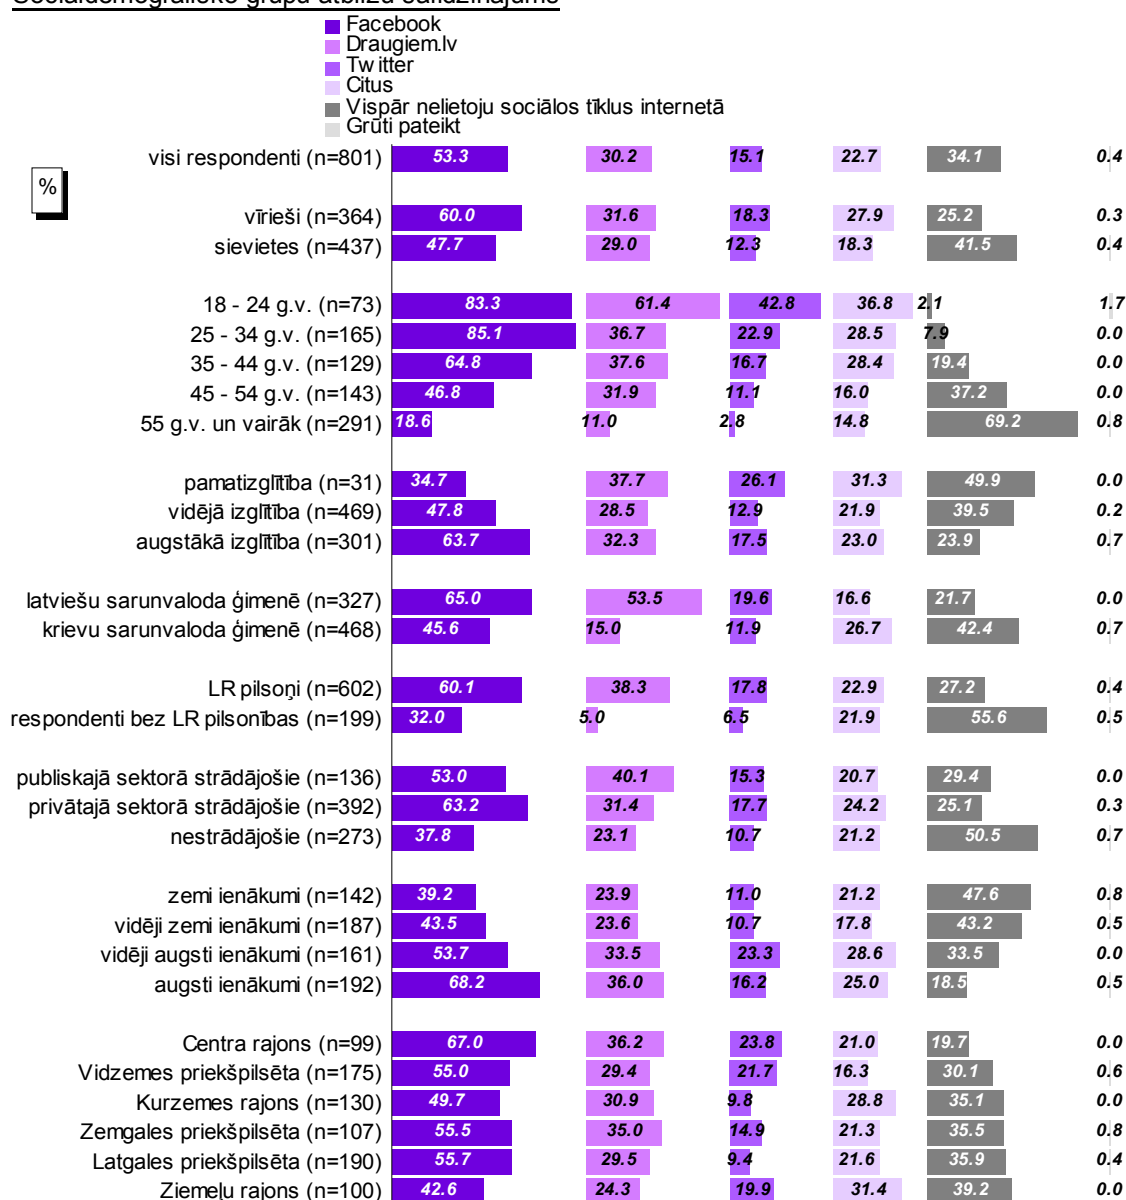 Sociāldemogrāfisko grupu atbilžu salīdzinājums
Facebook
Draugiem.lv
Twitter
Citus
Vispār nelietoju sociālos tīklus internetā
Grūti pateikt
%
visi respondenti (n=801) 53.3 30.2 15.1 22.7 34.1 0.4
vīrieši (n=364) 60.0 31.6 18.3 27.9 25.2 0.3
sievietes (n=437) 47.7 29.0 12.3 18.3 41.5 0.4
18 - 24 g.v. (n=73) 83.3 61.4 42.8 36.8 2.1 1.7
25 - 34 g.v. (n=165) 85.1 36.7 22.9 28.5 7.9 0.0
35 - 44 g.v. (n=129) 64.8 37.6 16.7 28.4 19.4 0.0
45 - 54 g.v. (n=143) 46.8 31.9 11.1 16.0 37.2 0.0
55 g.v. un vairāk (n=291) 18.6 11.0 2.8 14.8 69.2 0.8
pamatizglītība (n=31) 34.7 37.7 26.1 31.3 49.9 0.0
vidējā izglītība (n=469) 47.8 28.5 12.9 21.9 39.5 0.2
augstākā izglītība (n=301) 63.7 32.3 17.5 23.0 23.9 0.7
latviešu sarunvaloda ģimenē (n=327) 65.0 53.5 19.6 16.6 21.7 0.0
krievu sarunvaloda ģimenē (n=468) 45.6 15.0 11.9 26.7 42.4 0.7
LR pilsoņi (n=602) 60.1 38.3 17.8 22.9 27.2 0.4
respondenti bez LR pilsonības (n=199) 32.0 5.0 6.5 21.9 55.6 0.5
publiskajā sektorā strādājošie (n=136) 53.0 40.1 15.3 20.7 29.4 0.0
privātajā sektorā strādājošie (n=392) 63.2 31.4 17.7 24.2 25.1 0.3
nestrādājošie (n=273) 37.8 23.1 10.7 21.2 50.5 0.7
zemi ienākumi (n=142) 39.2 23.9 11.0 21.2 47.6 0.8
vidēji zemi ienākumi (n=187) 43.5 23.6 10.7 17.8 43.2 0.5
vidēji augsti ienākumi (n=161) 53.7 33.5 23.3 28.6 33.5 0.0
augsti ienākumi (n=192) 68.2 36.0 16.2 25.0 18.5 0.5
Centra rajons (n=99) 67.0 36.2 23.8 21.0 19.7 0.0
Vidzemes priekšpilsēta (n=175) 55.0 29.4 21.7 16.3 30.1 0.6
Kurzemes rajons (n=130) 49.7 30.9 9.8 28.8 35.1 0.0
Zemgales priekšpilsēta (n=107) 55.5 35.0 14.9 21.3 35.5 0.8
Latgales priekšpilsēta (n=190) 55.7 29.5 9.4 21.6 35.9 0.4
Ziemeļu rajons (n=100) 42.6 24.3 19.9 31.4 39.2 0.0